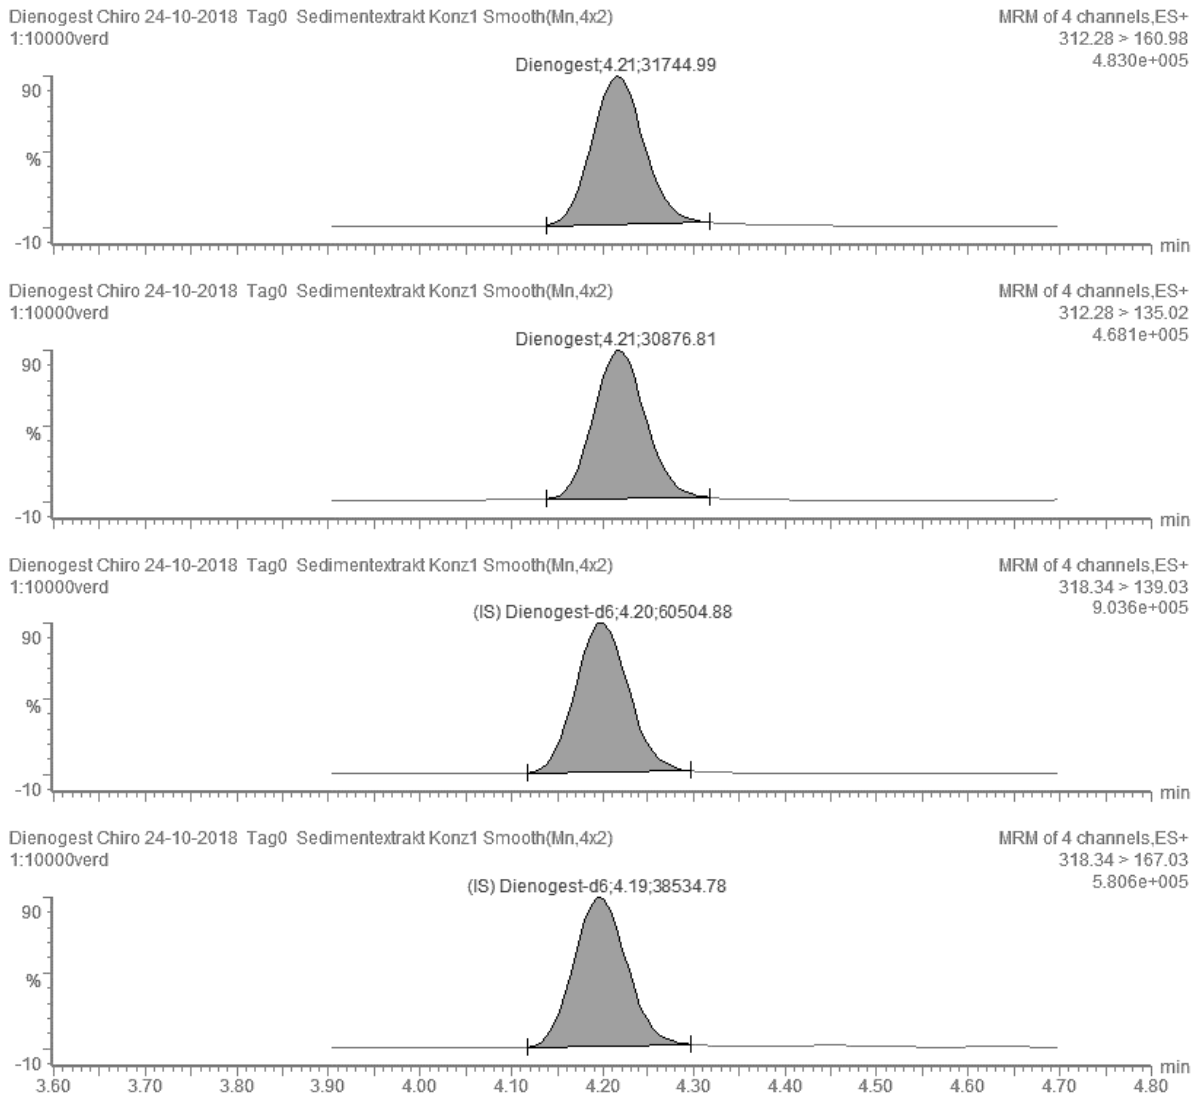 Dienogest Chiro 24-10-2018 Tag0 Sedimentextrakt Konz1 Smooth(Mn,4x2)
MRM of 4 channels,ES+
1:10000verd
312.28 > 160.98
4.830e+005
Dienogest;4.21;31744.99
90
%
-10
min
Dienogest Chiro 24-10-2018 Tag0 Sedimentextrakt Konz1 Smooth(Mn,4x2)
MRM of 4 channels,ES+
1:10000verd
312.28 > 135.02
4.681e+005
Dienogest;4.21;30876.81
90
%
-10
min
Dienogest Chiro 24-10-2018 Tag0 Sedimentextrakt Konz1 Smooth(Mn,4x2)
MRM of 4 channels,ES+
1:10000verd
318.34 > 139.03
9.036e+005
(IS) Dienogest-d6;4.20;60504.88
90
%
-10
min
Dienogest Chiro 24-10-2018 Tag0 Sedimentextrakt Konz1 Smooth(Mn,4x2)
MRM of 4 channels,ES+
1:10000verd
318.34 > 167.03
5.806e+005
(IS) Dienogest-d6;4.19;38534.78
90
%
-10
min
3.60 3.70 3.80 3.90 4.00 4.10 4.20 4.30 4.40 4.50 4.60 4.70 4.80